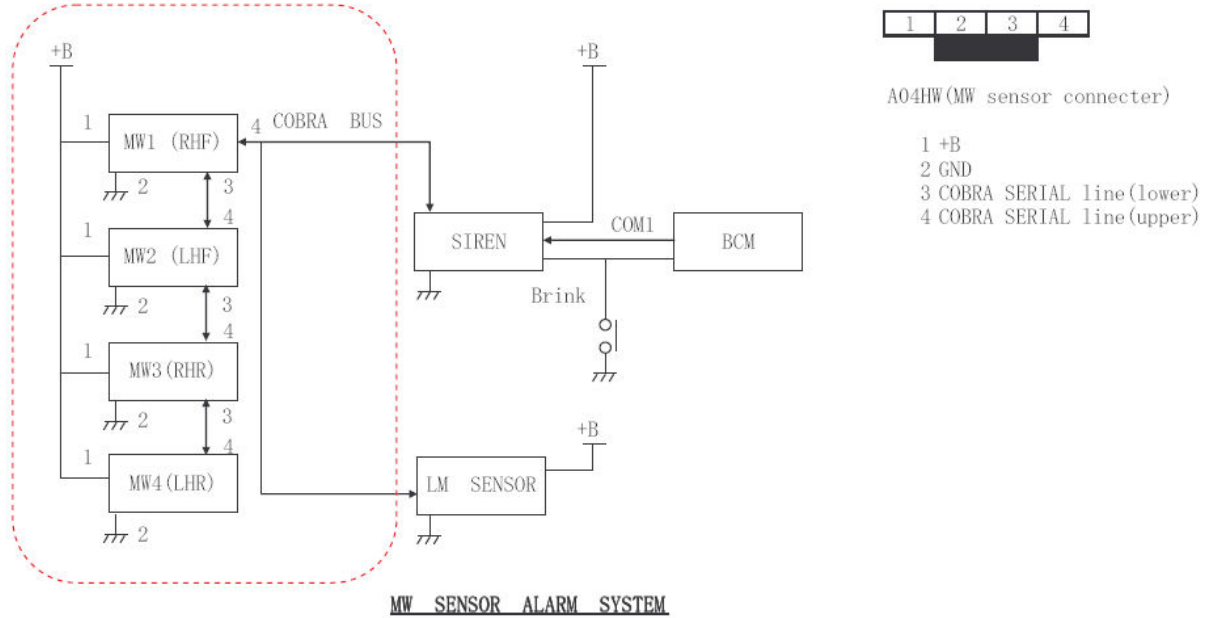 +B
1
MW1 (RHF)
4
COBRA BUS
2
3
1
4
MW2 (LHF)
2
3
1
4
MW3(RHR)
2
3
1
4
MW4(LHR)
2
+B
SIREN
COM1
BCM
Brink
+B
LM SENSOR
1 2 3 4
A04HW(MW sensor connecter)
1 +B
2 GND
3 COBRA SERIAL line(lower)
4 COBRA SERIAL line(upper)
MW SENSOR ALARM SYSTEM